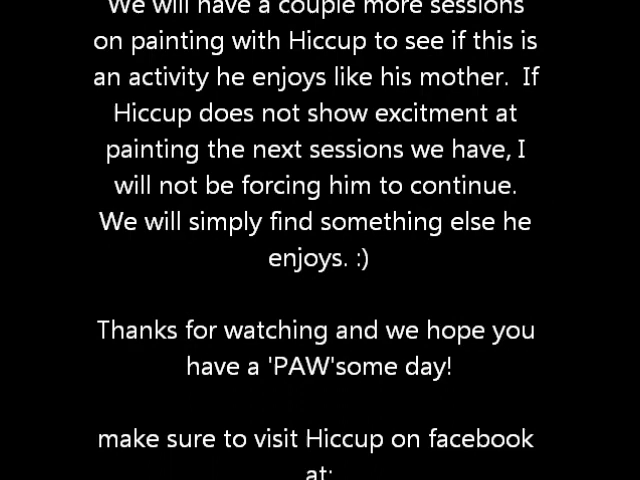 We will have a couple more sessions
on painting with Hiccup to see if this is
an activity he enjoys like his mother.  If
Hiccup does not show excitment at
painting the next sessions we have, I
will not be forcing him to continue.
We will simply find something else he
enjoys. :)
Thanks for watching and we hope you
have a 'PAW'some day!
make sure to visit Hiccup on facebook
at: